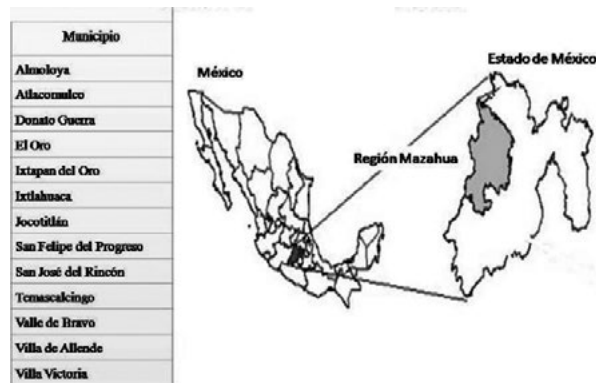 Municipio
Almoloya
Atlacomulco
Donato Guerra
El Oro
Ixtapan del Oro
Ixtlahuaca
Jocotitlán
San Felipe del Progreso
San José del Rincón
Temascalcingo
Valle de Bravo
Villa de Allende
Villa Victoria
México
Estado de México
Región Mazahua